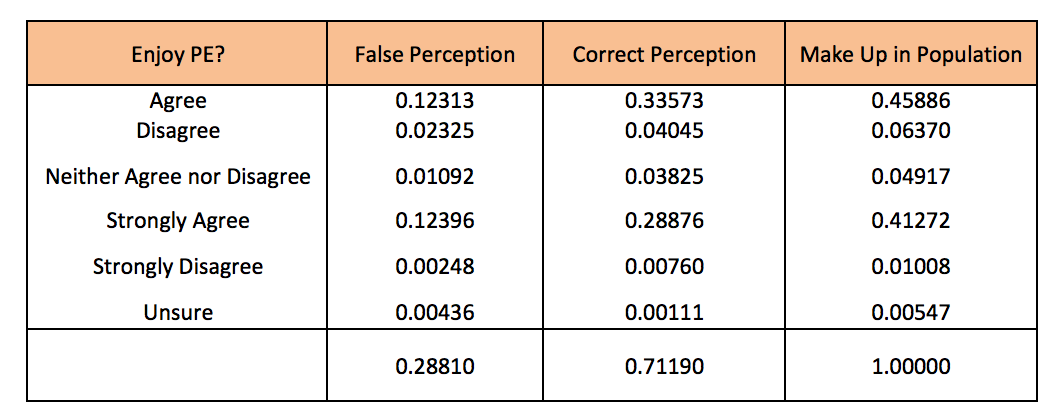 Enjoy PE? False Perception Correct Perception Make Up in Population
Agree 0.12313 0.33573 0.45886
Disagree 0.02325 0.04045 0.06370
Neither Agree nor Disagree 0.01092 0.03825 0.04917
Strongly Agree 0.12396 0.28876 0.41272
Strongly Disagree 0.00248 0.00760 0.01008
Unsure 0.00436 0.00111 0.00547
0.28810 0.71190 1.00000